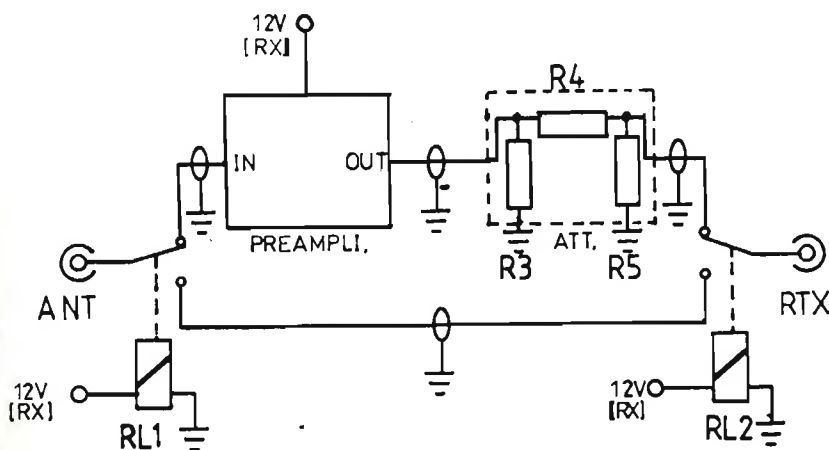 12V
[RX]
R4
IN
OUT
PREAMPLI.
ATT.
R3
R5
ANT
RTX
12V
[RX]
RL1
12V
[RX]
RL2